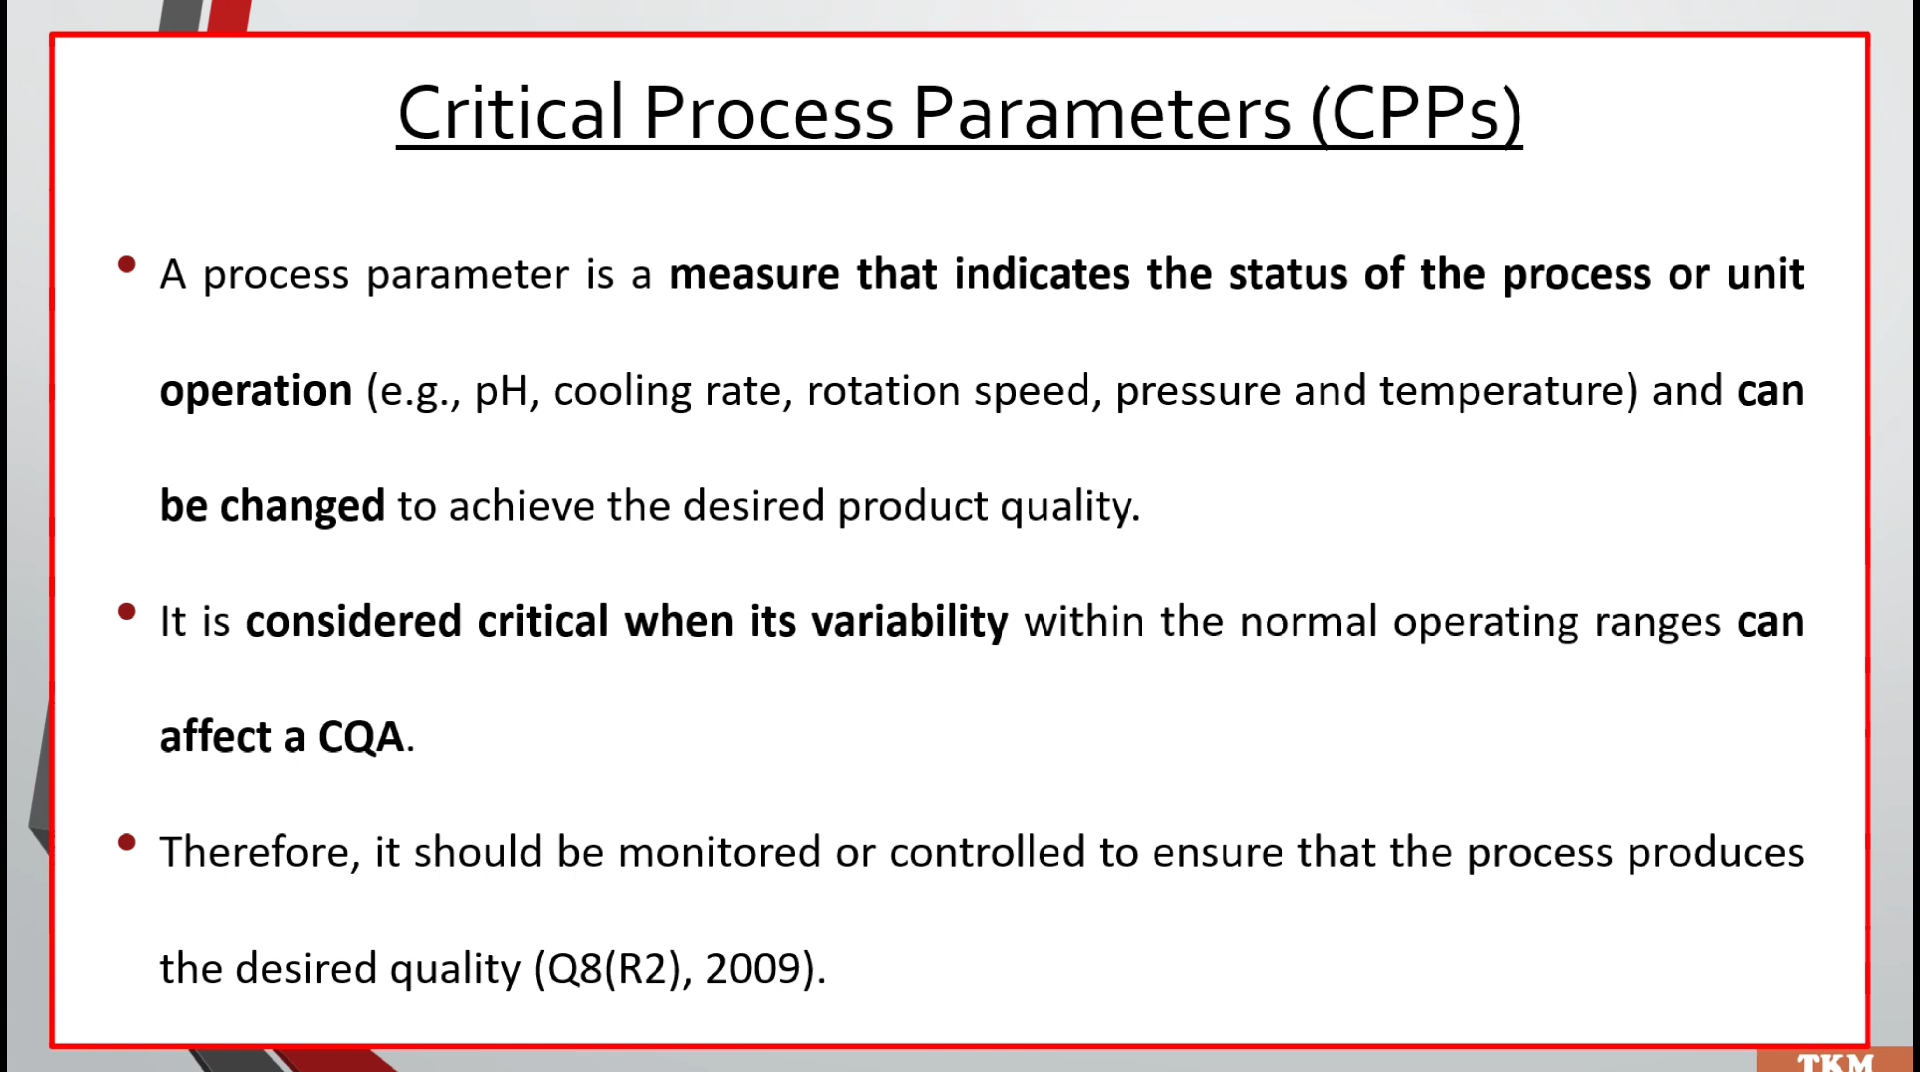 Critical Process Parameters (CPPs)
• A process parameter is a measure that indicates the status of the process or unit
operation (e.g., pH, cooling rate, rotation speed, pressure and temperature) and can
be changed to achieve the desired product quality.
• It is considered critical when its variability within the normal operating ranges can
affect a CQA.
• Therefore, it should be monitored or controlled to ensure that the process produces
the desired quality (Q8(R2), 2009).
TKM